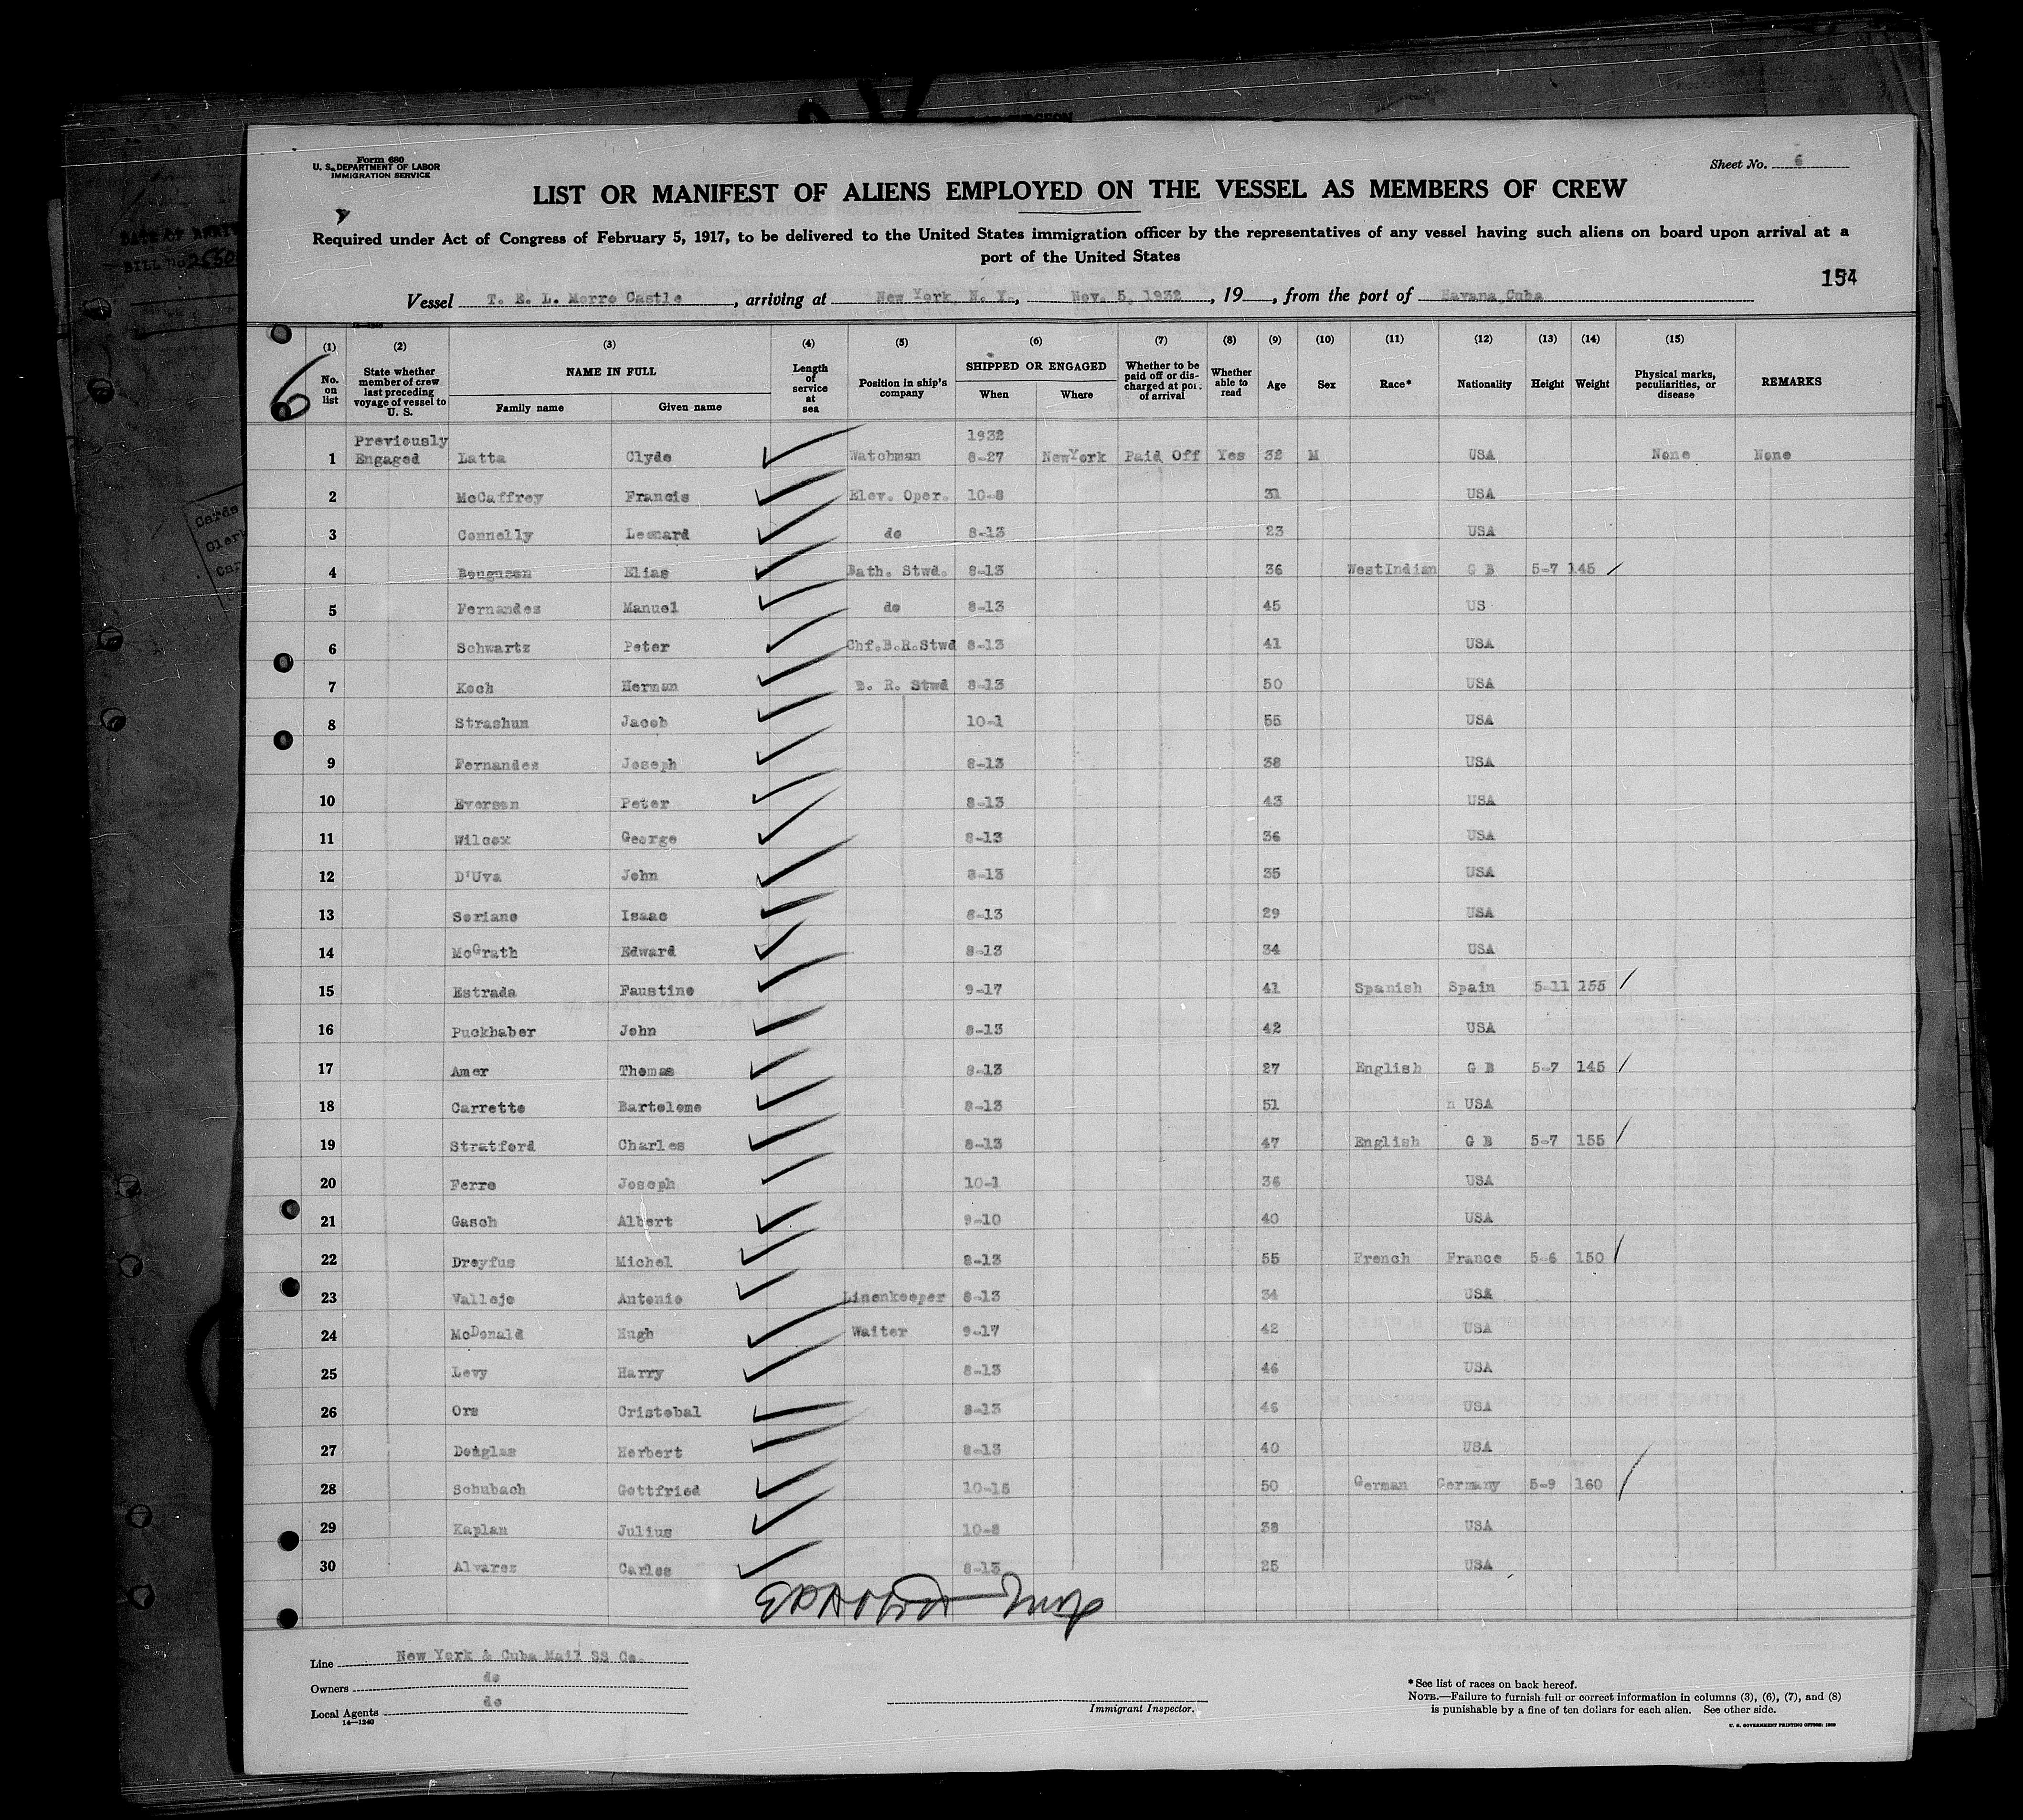 Form 680
U. S. DEPARTMENT OF LABOR
IMMIGRATION SERVICE
Sheet No. 6
LIST OR MANIFEST OF ALIENS EMPLOYED ON THE VESSEL AS MEMBERS OF CREW
Required under Act of Congress of February 5, 1917, to be delivered to the United States immigration officer by the representatives of any vessel having such aliens on board upon arrival at a
port of the United States
154
Vessel T. E. L. Morro Castle, arriving at New York, N. Y., Nov. 5, 1932, 19, from the port of Havana, Cuba
6
(1) (2) (3) (4) (5) (6) (7) (8) (9) (10) (11) (12) (13) (14) (15)
No. on list State whether member of crew last preceding voyage of vessel to U. S. NAME IN FULL Family name Given name Length of service at sea Position in ship's company SHIPPED OR ENGAGED When Where Whether to be paid off or discharged at port of arrival Whether able to read Age Sex Race* Nationality Height Weight Physical marks, peculiarities, or disease REMARKS
Previously 1932
1 Engaged Latta Clyde Watchman 8-27 NewYork Paid Off Yes 32 M USA None None
2 McCaffrey Francis Elev. Oper. 10-8 31 USA
3 Connelly Leonard do 8-13 23 USA
4 Elias Bath. Stwd. 8-13 36 WestIndian G B 5-7 145
5 Fernandez Manuel do 8-13 45 US
6 Schwartz Peter Chf.B.R.Stwd 8-13 41 USA
7 Koch Herman B. R. Stwd 8-13 50 USA
8 Strashun Jacob 10-1 55 USA
9 Fernandez Joseph 8-13 38 USA
10 Everson Peter 8-13 43 USA
11 Wilcox George 8-13 36 USA
12 D'Uva John 8-13 35 USA
13 Soriano Isaac 8-13 29 USA
14 McGrath Edward 8-13 34 USA
15 Estrada Faustino 9-17 41 Spanish Spain 5-11 155
16 Puckhaber John 8-13 42 USA
17 Amer Thomas 8-13 27 English G B 5-7 145
18 Carrette Bartolome 8-13 51 n USA
19 Stratford Charles 8-13 47 English G B 5-7 155
20 Ferro Joseph 10-1 36 USA
21 Gasch Albert 9-10 40 USA
22 Dreyfus Michel 8-13 55 French France 5-6 150
23 Vallejo Antonio Linenkeeper 8-13 34 USA
24 McDonald Hugh Waiter 9-17 42 USA
25 Levy Harry 8-13 46 USA
26 Ors Cristobal 8-13 46 USA
27 Douglas Herbert 8-13 40 USA
28 Schubach Gottfried 10-15 50 German Germany 5-9 160
29 Kaplan Julius 10-8 38 USA
30 Alvarez Carlos 8-13 25 USA
Line New York & Cuba Mail SS Co.
Owners do
Local Agents do
14—1240
Immigrant Inspector.
*See list of races on back hereof.
NOTE.—Failure to furnish full or correct information in columns (3), (6), (7), and (8)
is punishable by a fine of ten dollars for each alien. See other side.
U. S. GOVERNMENT PRINTING OFFICE